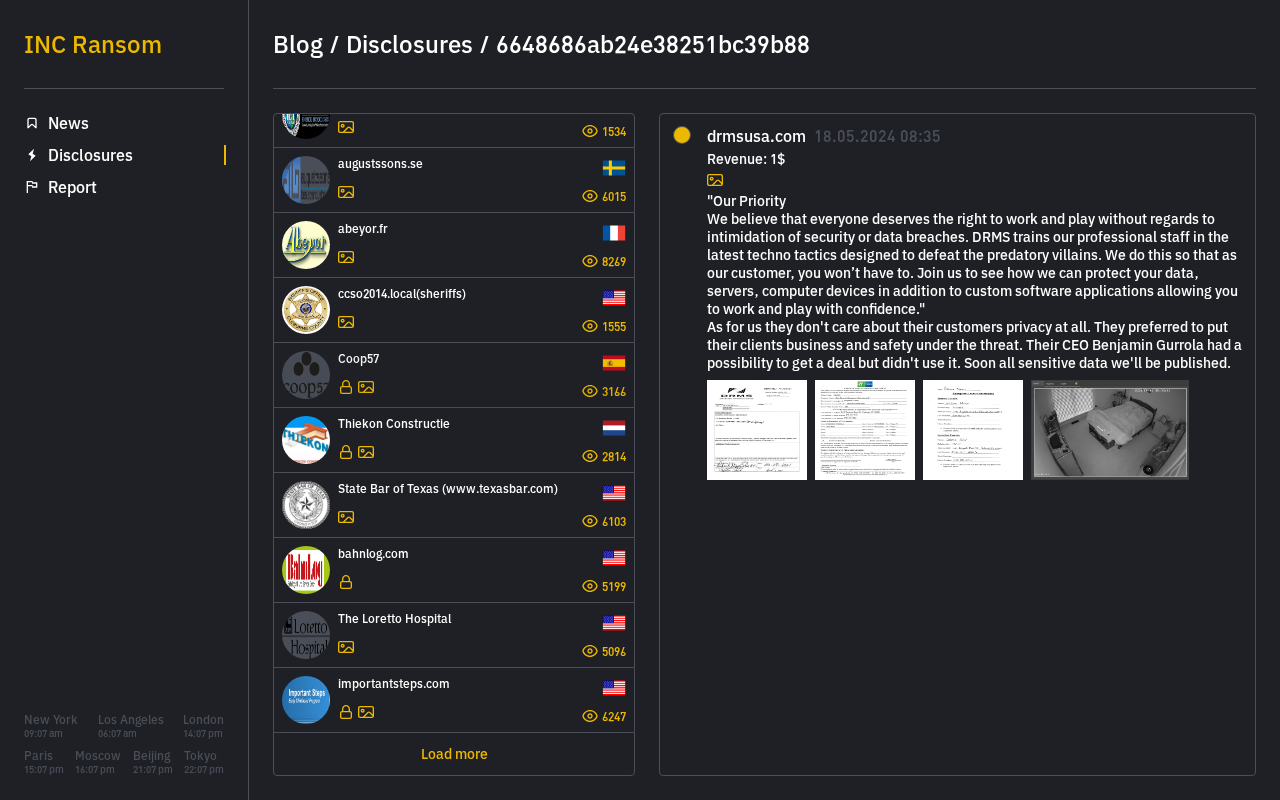 INC Ransom
News
Disclosures
Report
New York
Los Angeles
London
09:07 am
06:07 am
14:07 pm
Paris
Moscow
Beijing
Tokyo
15:07 pm
16:07 pm
21:07 pm
22:07 pm
Blog / Disclosures / 6648686ab24e38251bc39b88
1534
augustssons.se
6015
Abeyor
abeyor.fr
8269
ccso2014.local(sheriffs)
1555
coop57
Coop57
3166
THIEKON
Thiekon Constructie
2814
State Bar of Texas (www.texasbar.com)
6103
BahnLog
bahnlog.com
5199
Loretto
Hospital
The Loretto Hospital
5096
Important Steps
importantsteps.com
6247
Load more
drmsusa.com 18.05.2024 08:35
Revenue: 1$
"Our Priority
We believe that everyone deserves the right to work and play without regards to
intimidation of security or data breaches. DRMS trains our professional staff in the
latest techno tactics designed to defeat the predatory villains. We do this so that as
our customer, you won’t have to. Join us to see how we can protect your data,
servers, computer devices in addition to custom software applications allowing you
to work and play with confidence."
As for us they don't care about their customers privacy at all. They preferred to put
their clients business and safety under the threat. Their CEO Benjamin Gurrola had a
possibility to get a deal but didn't use it. Soon all sensitive data we'll be published.
DRMS